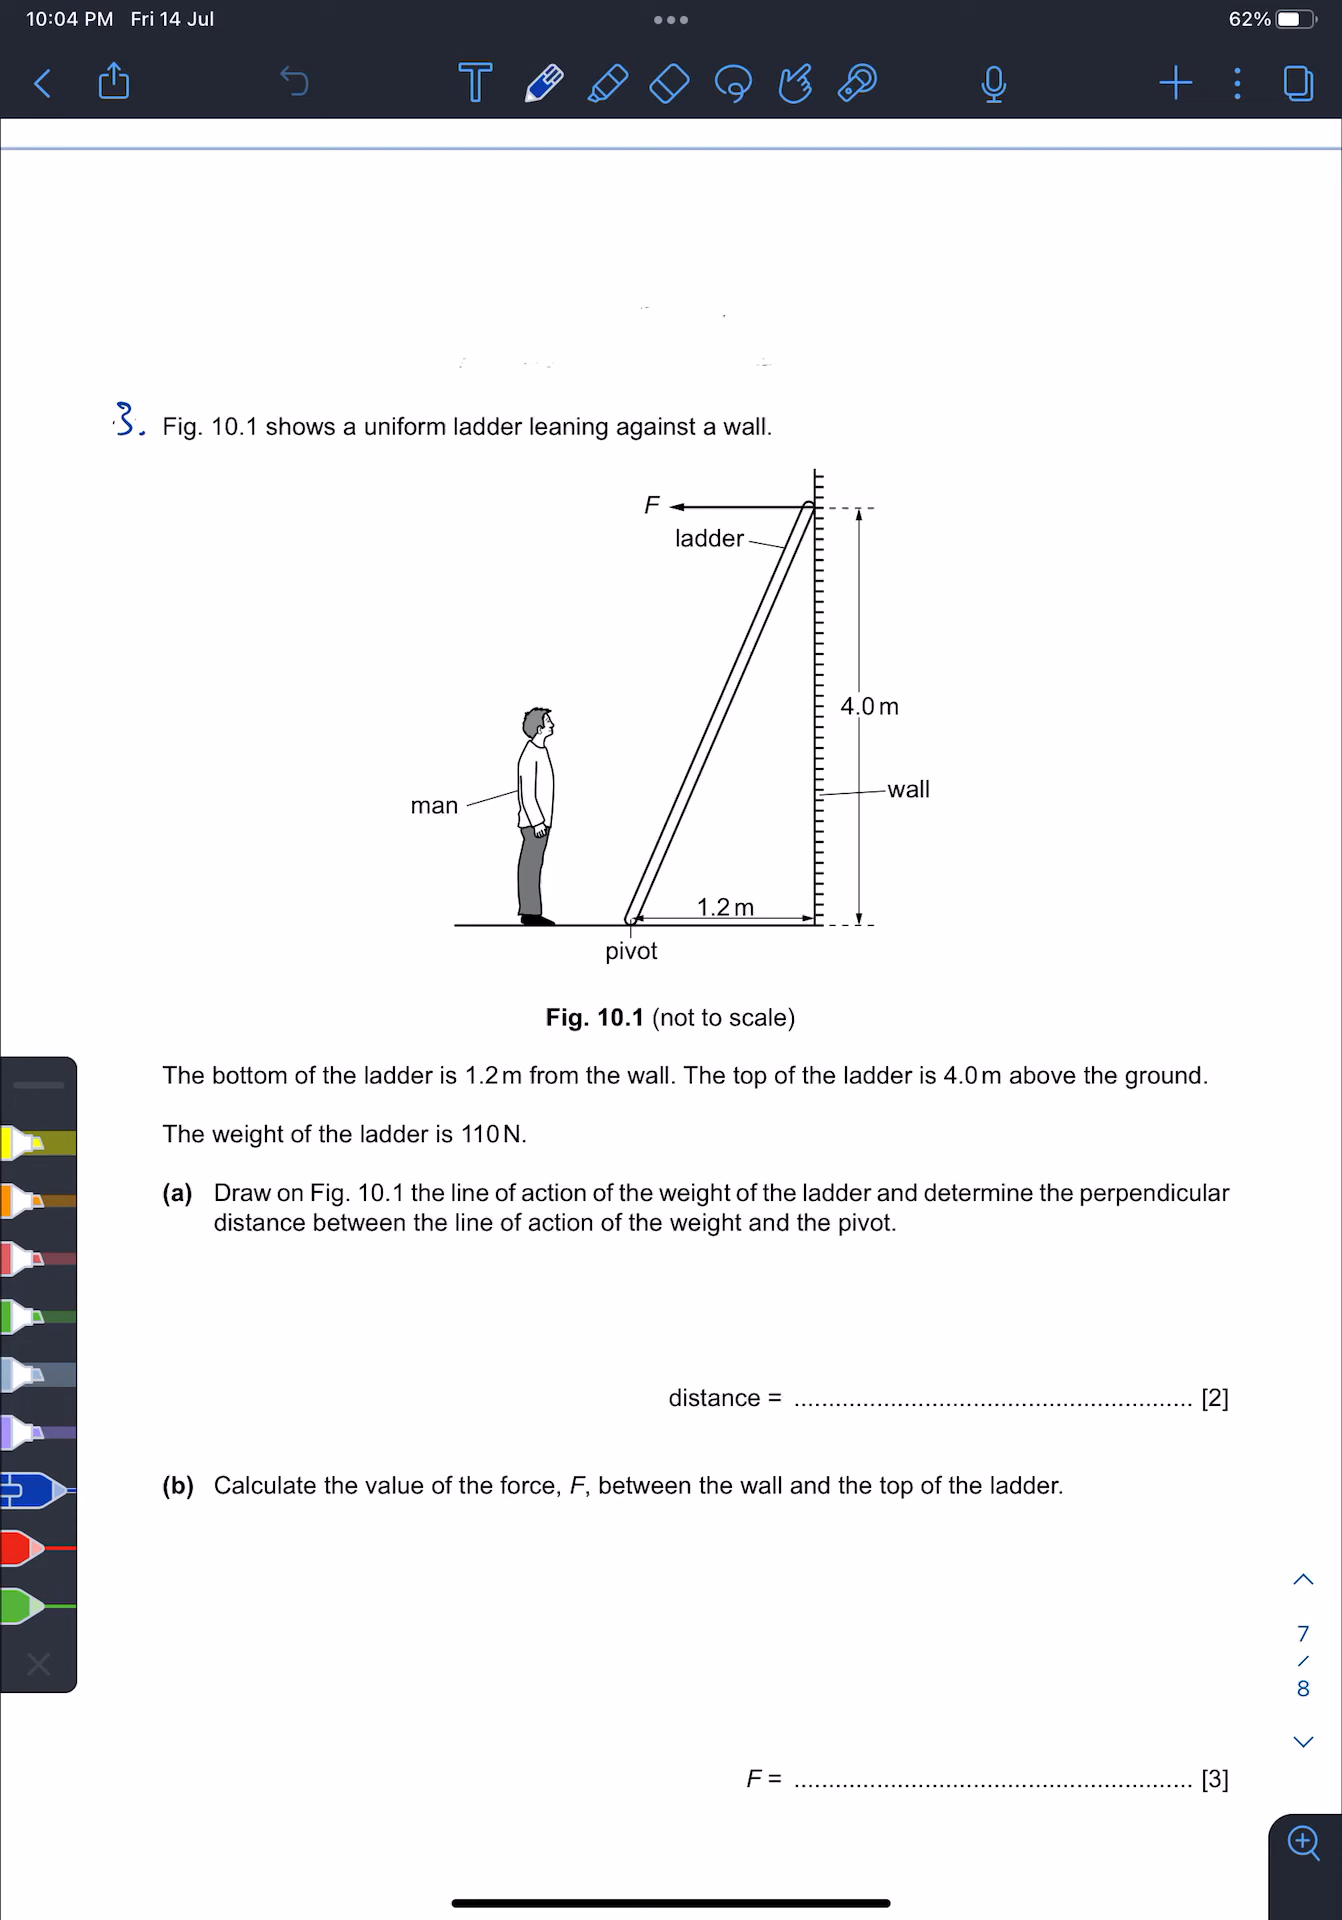 10:04 PM Fri 14 Jul
62%
T
3. Fig. 10.1 shows a uniform ladder leaning against a wall.
F
ladder
4.0 m
man
wall
1.2 m
pivot
Fig. 10.1 (not to scale)
The bottom of the ladder is 1.2 m from the wall. The top of the ladder is 4.0 m above the ground.
The weight of the ladder is 110 N.
(a) Draw on Fig. 10.1 the line of action of the weight of the ladder and determine the perpendicular
distance between the line of action of the weight and the pivot.
distance = .......................................................... [2]
(b) Calculate the value of the force, F, between the wall and the top of the ladder.
7
/
8
F = .......................................................... [3]